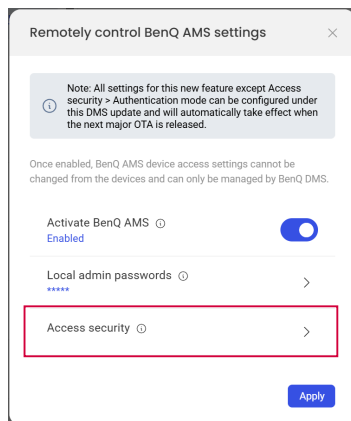 Remotely control BenQ AMS settings
Note: All settings for this new feature except Access
security > Authentication mode can be configured under
this DMS update and will automatically take effect when
the next major OTA is released.
Once enabled, BenQ AMS device access settings cannot be
changed from the devices and can only be managed by BenQ DMS.
Activate BenQ AMS
Enabled
Local admin passwords
*****
Access security
Apply